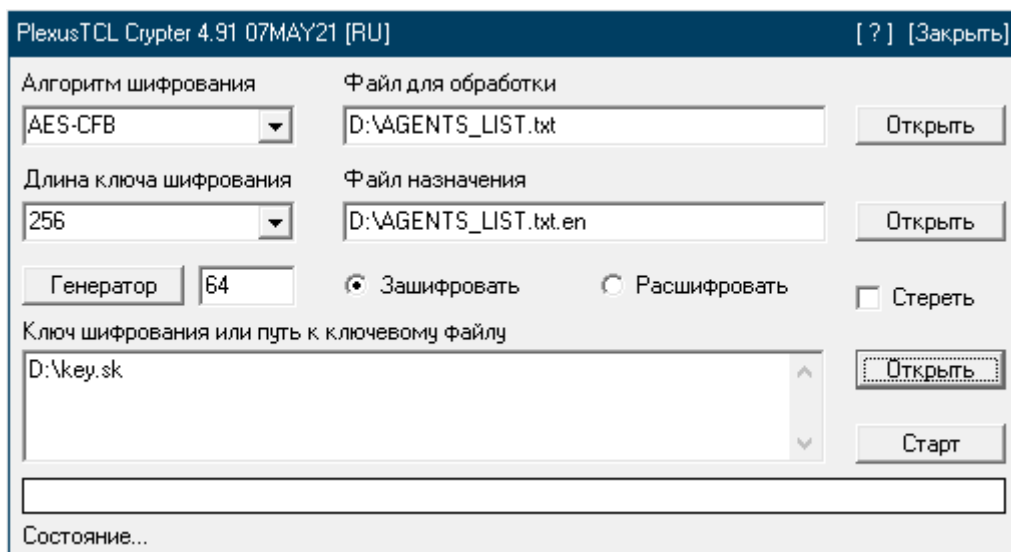 PlexusTCL Crypter 4.91 07MAY21 [RU] [ ? ] [Закрыть]
Алгоритм шифрования Файл для обработки
AES-CFB D:\AGENTS_LIST.txt Открыть
Длина ключа шифрования Файл назначения
256 D:\AGENTS_LIST.txt.en Открыть
Генератор 64 Зашифровать Расшифровать Стереть
Ключ шифрования или путь к ключевому файлу
D:\key.sk Открыть
Старт
Состояние...